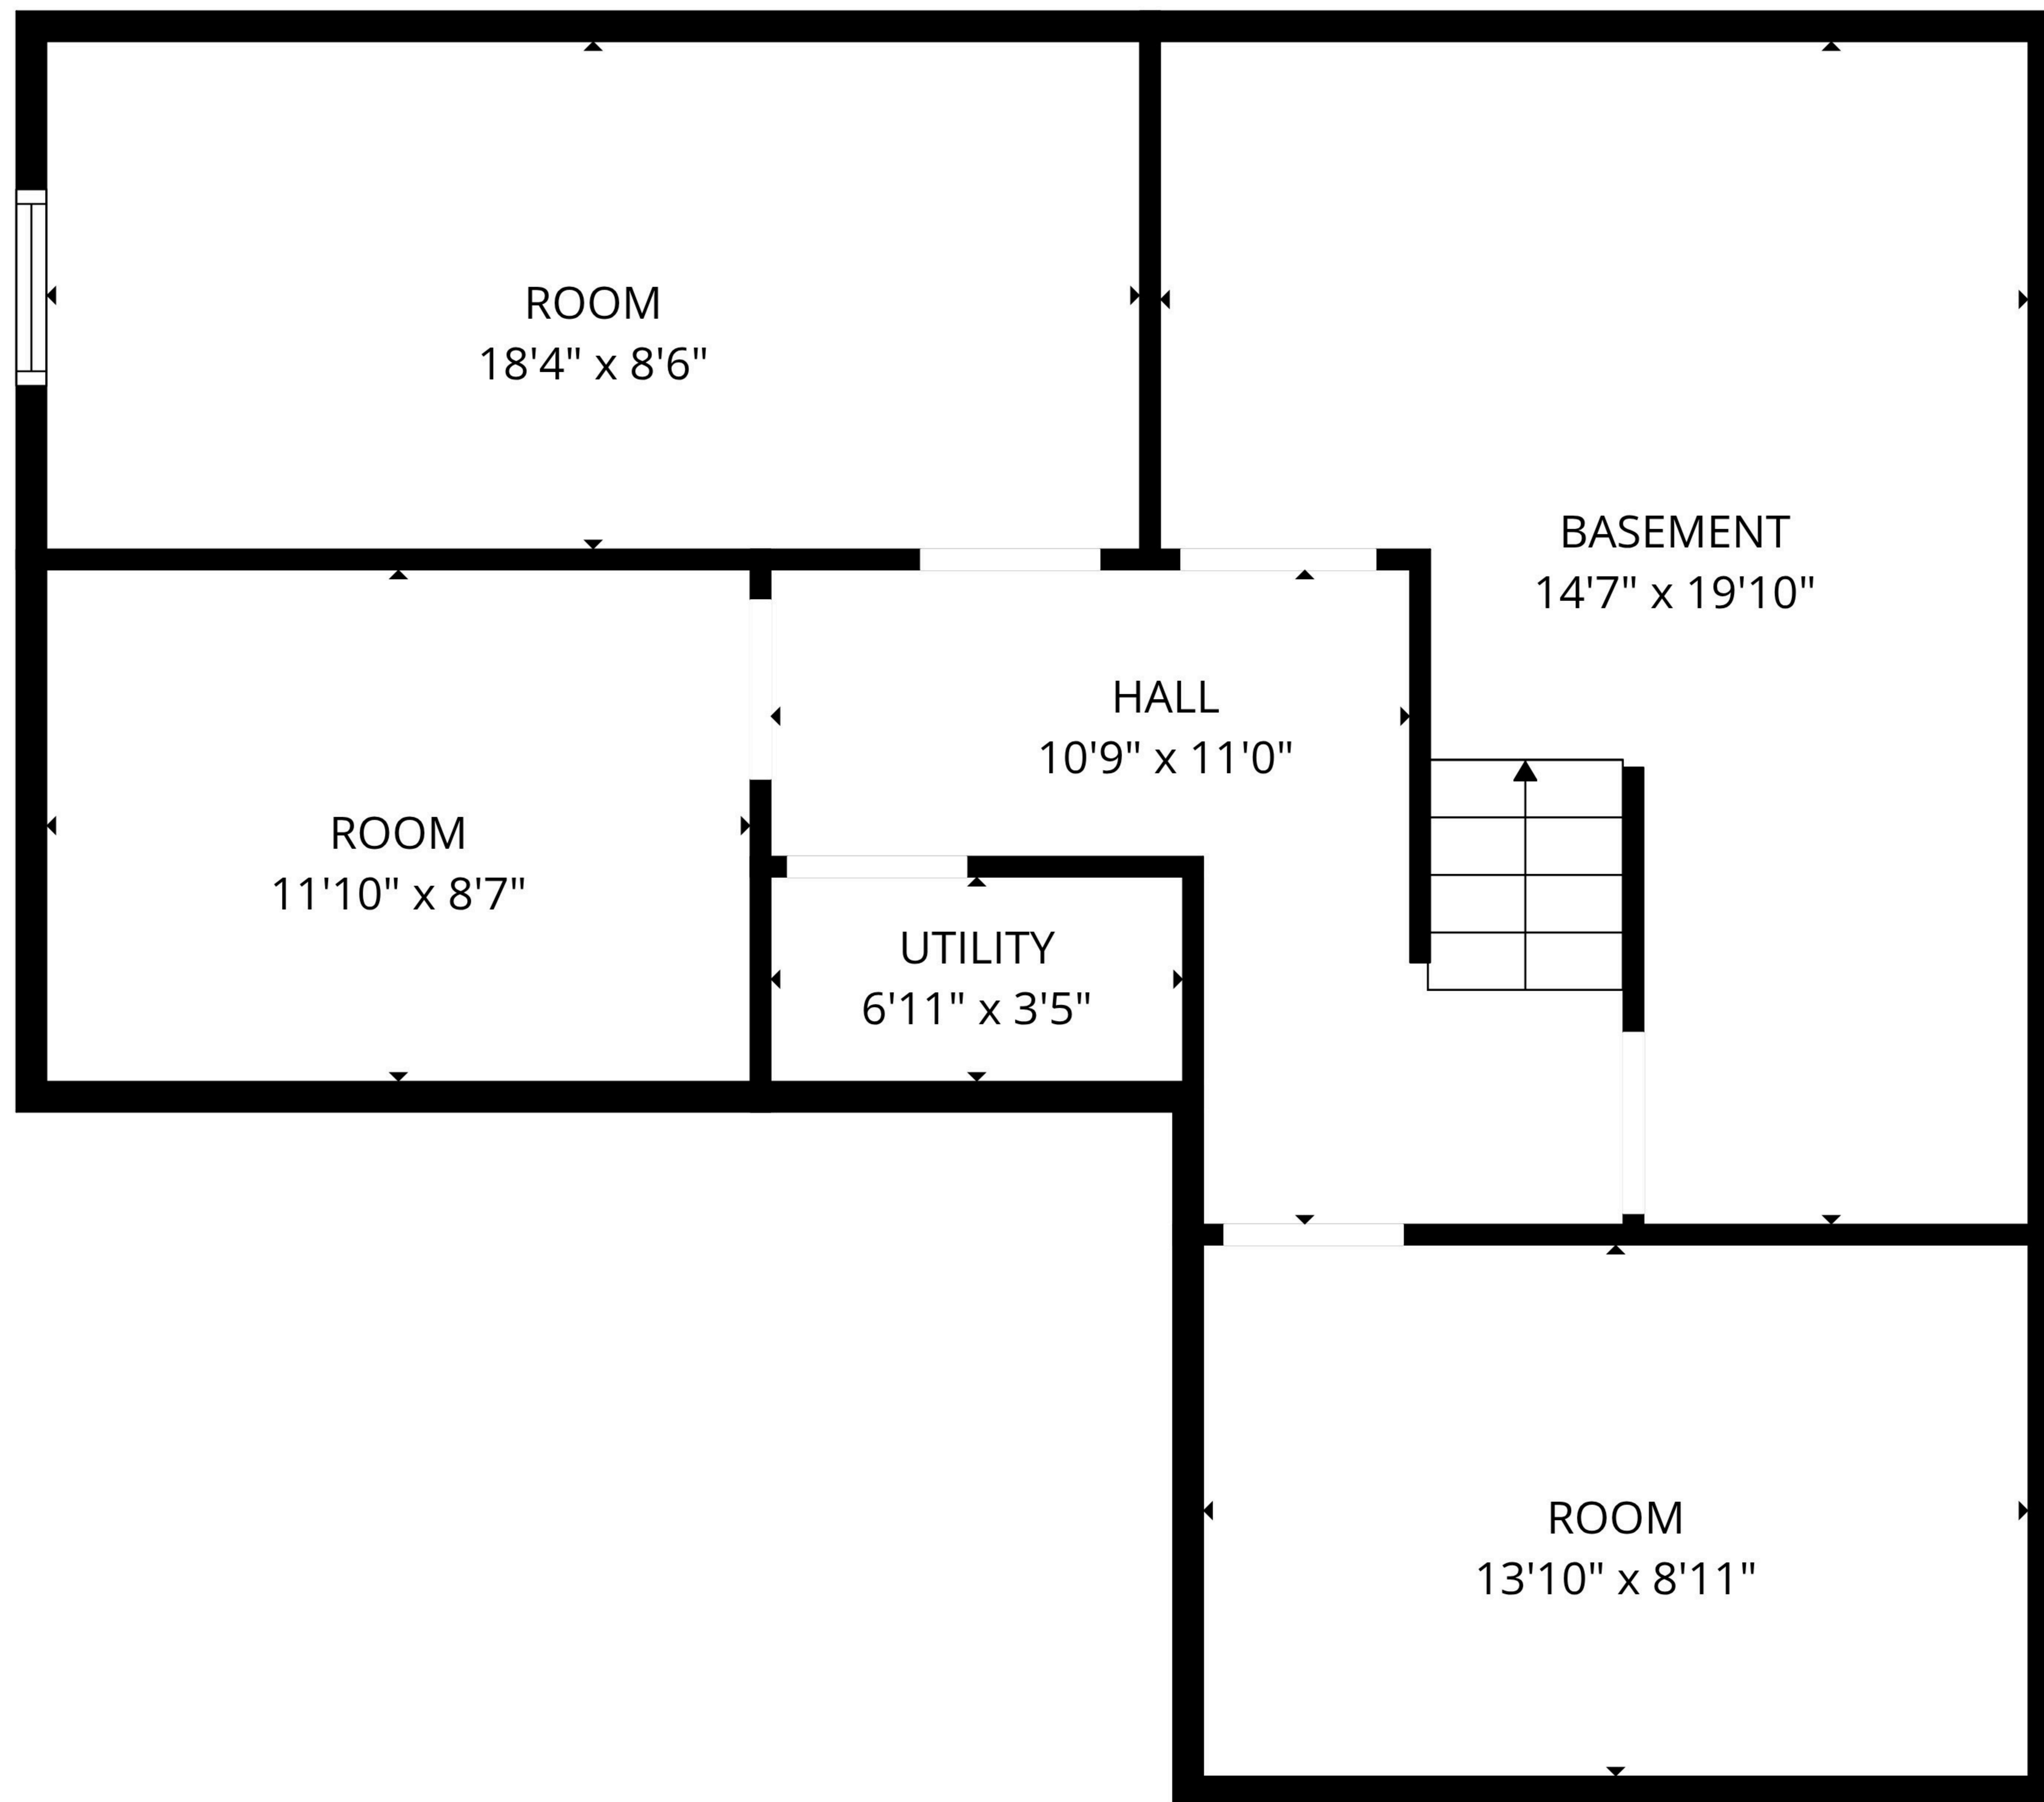 ROOM
18'4" x 8'6"
BASEMENT
14'7" x 19'10"
HALL
10'9" x 11'0"
ROOM
11'10" x 8'7"
UTILITY
6'11" x 3'5"
ROOM
13'10" x 8'11"